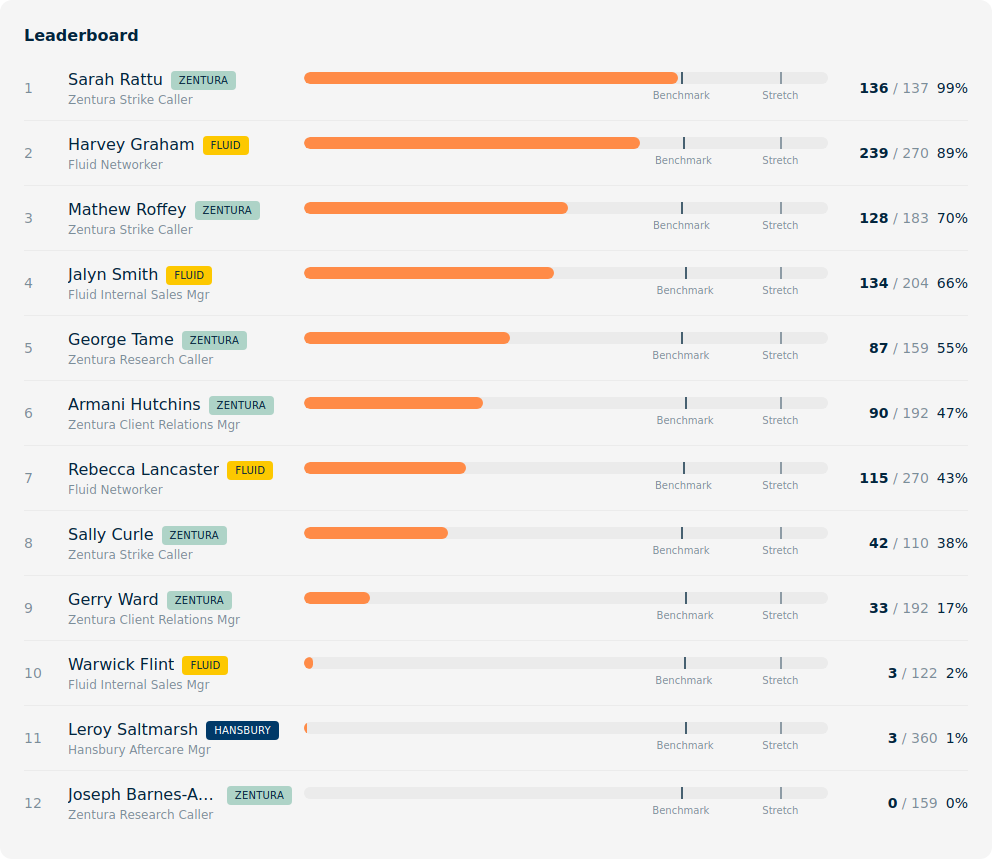 Leaderboard
1 Sarah Rattu ZENTURA 136 / 137 99%
Zentura Strike Caller
Benchmark Stretch
2 Harvey Graham FLUID 239 / 270 89%
Fluid Networker
Benchmark Stretch
3 Mathew Roffey ZENTURA 128 / 183 70%
Zentura Strike Caller
Benchmark Stretch
4 Jalyn Smith FLUID 134 / 204 66%
Fluid Internal Sales Mgr
Benchmark Stretch
5 George Tame ZENTURA 87 / 159 55%
Zentura Research Caller
Benchmark Stretch
6 Armani Hutchins ZENTURA 90 / 192 47%
Zentura Client Relations Mgr
Benchmark Stretch
7 Rebecca Lancaster FLUID 115 / 270 43%
Fluid Networker
Benchmark Stretch
8 Sally Curle ZENTURA 42 / 110 38%
Zentura Strike Caller
Benchmark Stretch
9 Gerry Ward ZENTURA 33 / 192 17%
Zentura Client Relations Mgr
Benchmark Stretch
10 Warwick Flint FLUID 3 / 122 2%
Fluid Internal Sales Mgr
Benchmark Stretch
11 Leroy Saltmarsh HANSBURY 3 / 360 1%
Hansbury Aftercare Mgr
Benchmark Stretch
12 Joseph Barnes-A... ZENTURA 0 / 159 0%
Zentura Research Caller
Benchmark Stretch